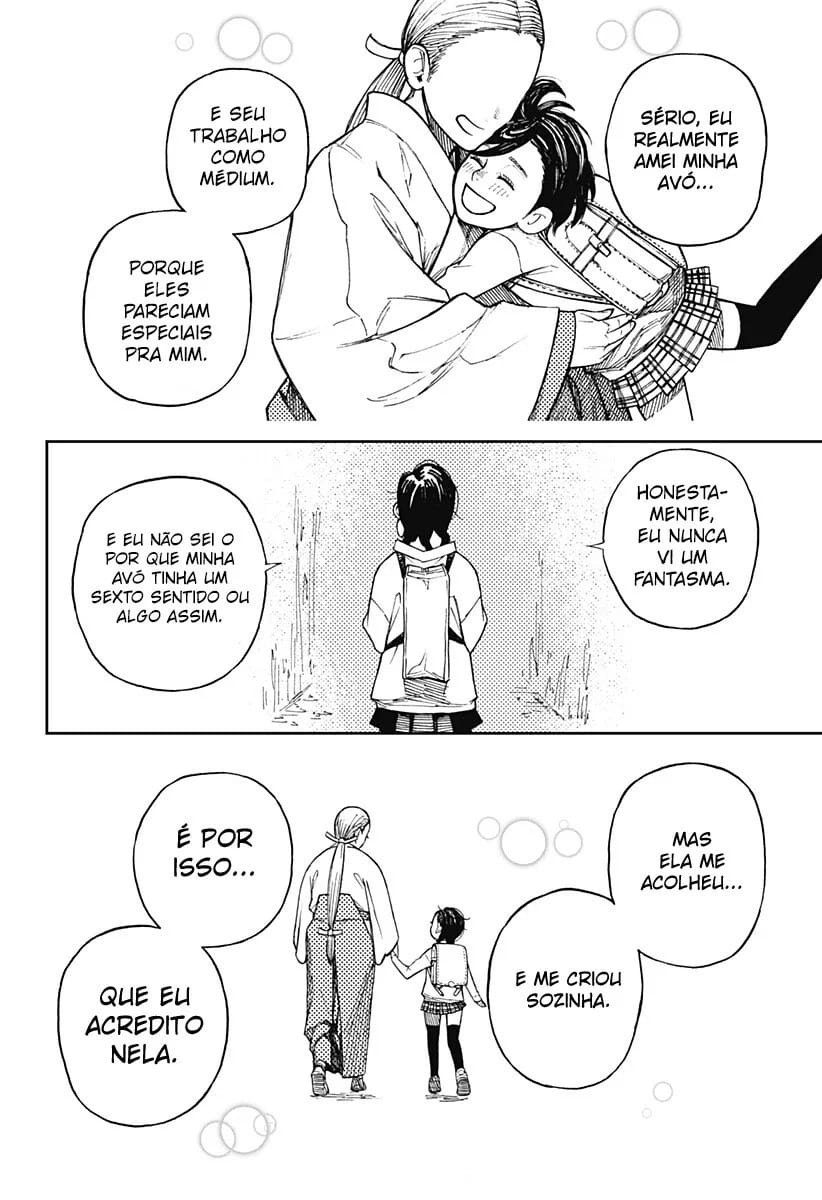 SÉRIO, EU
REALMENTE
AMEI MINHA
AVÓ...
E SEU
TRABALHO
COMO
MÉDIUM.
PORQUE
ELES
PARECIAM
ESPECIAIS
PRA MIM.
HONESTA-
MENTE,
EU NUNCA
VI UM
FANTASMA.
E EU NÃO SEI O
POR QUE MINHA
AVÓ TINHA UM
SEXTO SENTIDO OU
ALGO ASSIM.
MAS
ELA ME
ACOLHEU...
E ME CRIOU
SOZINHA.
É POR
ISSO...
QUE EU
ACREDITO
NELA.